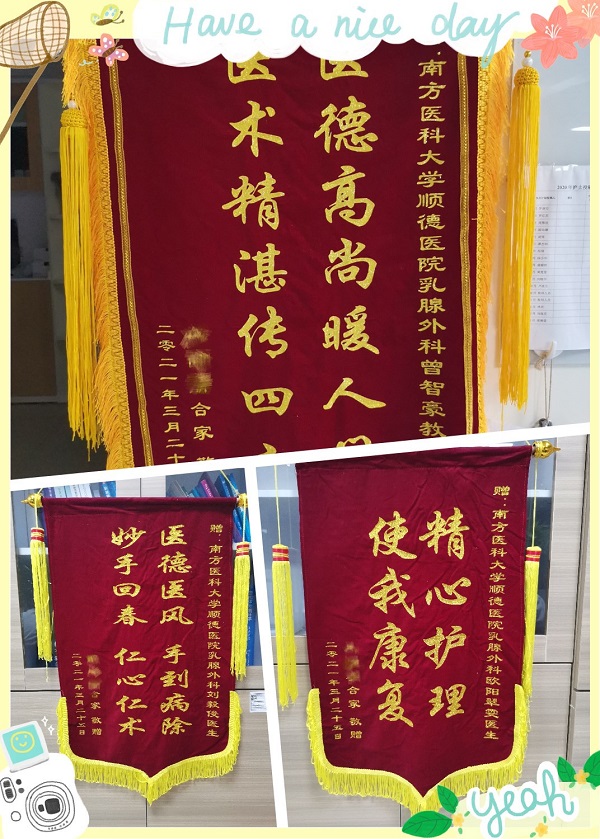 Have a nice day
：南方医科大学顺德医院乳腺外科曾智豪教
医德高尚暖人
医术精湛传四
合家 敬
二零二一年三月二十
赠：南方医科大学顺德医院乳腺外科刘毅医生
医德医风 手到病除
妙手回春 仁心仁术
合家 敬赠
二零二一年三月二十日
赠：南方医科大学顺德医院乳腺外科欧阳医生
精心护理
使我康复
合家 敬赠
二零二一年三月二十五日
yeah